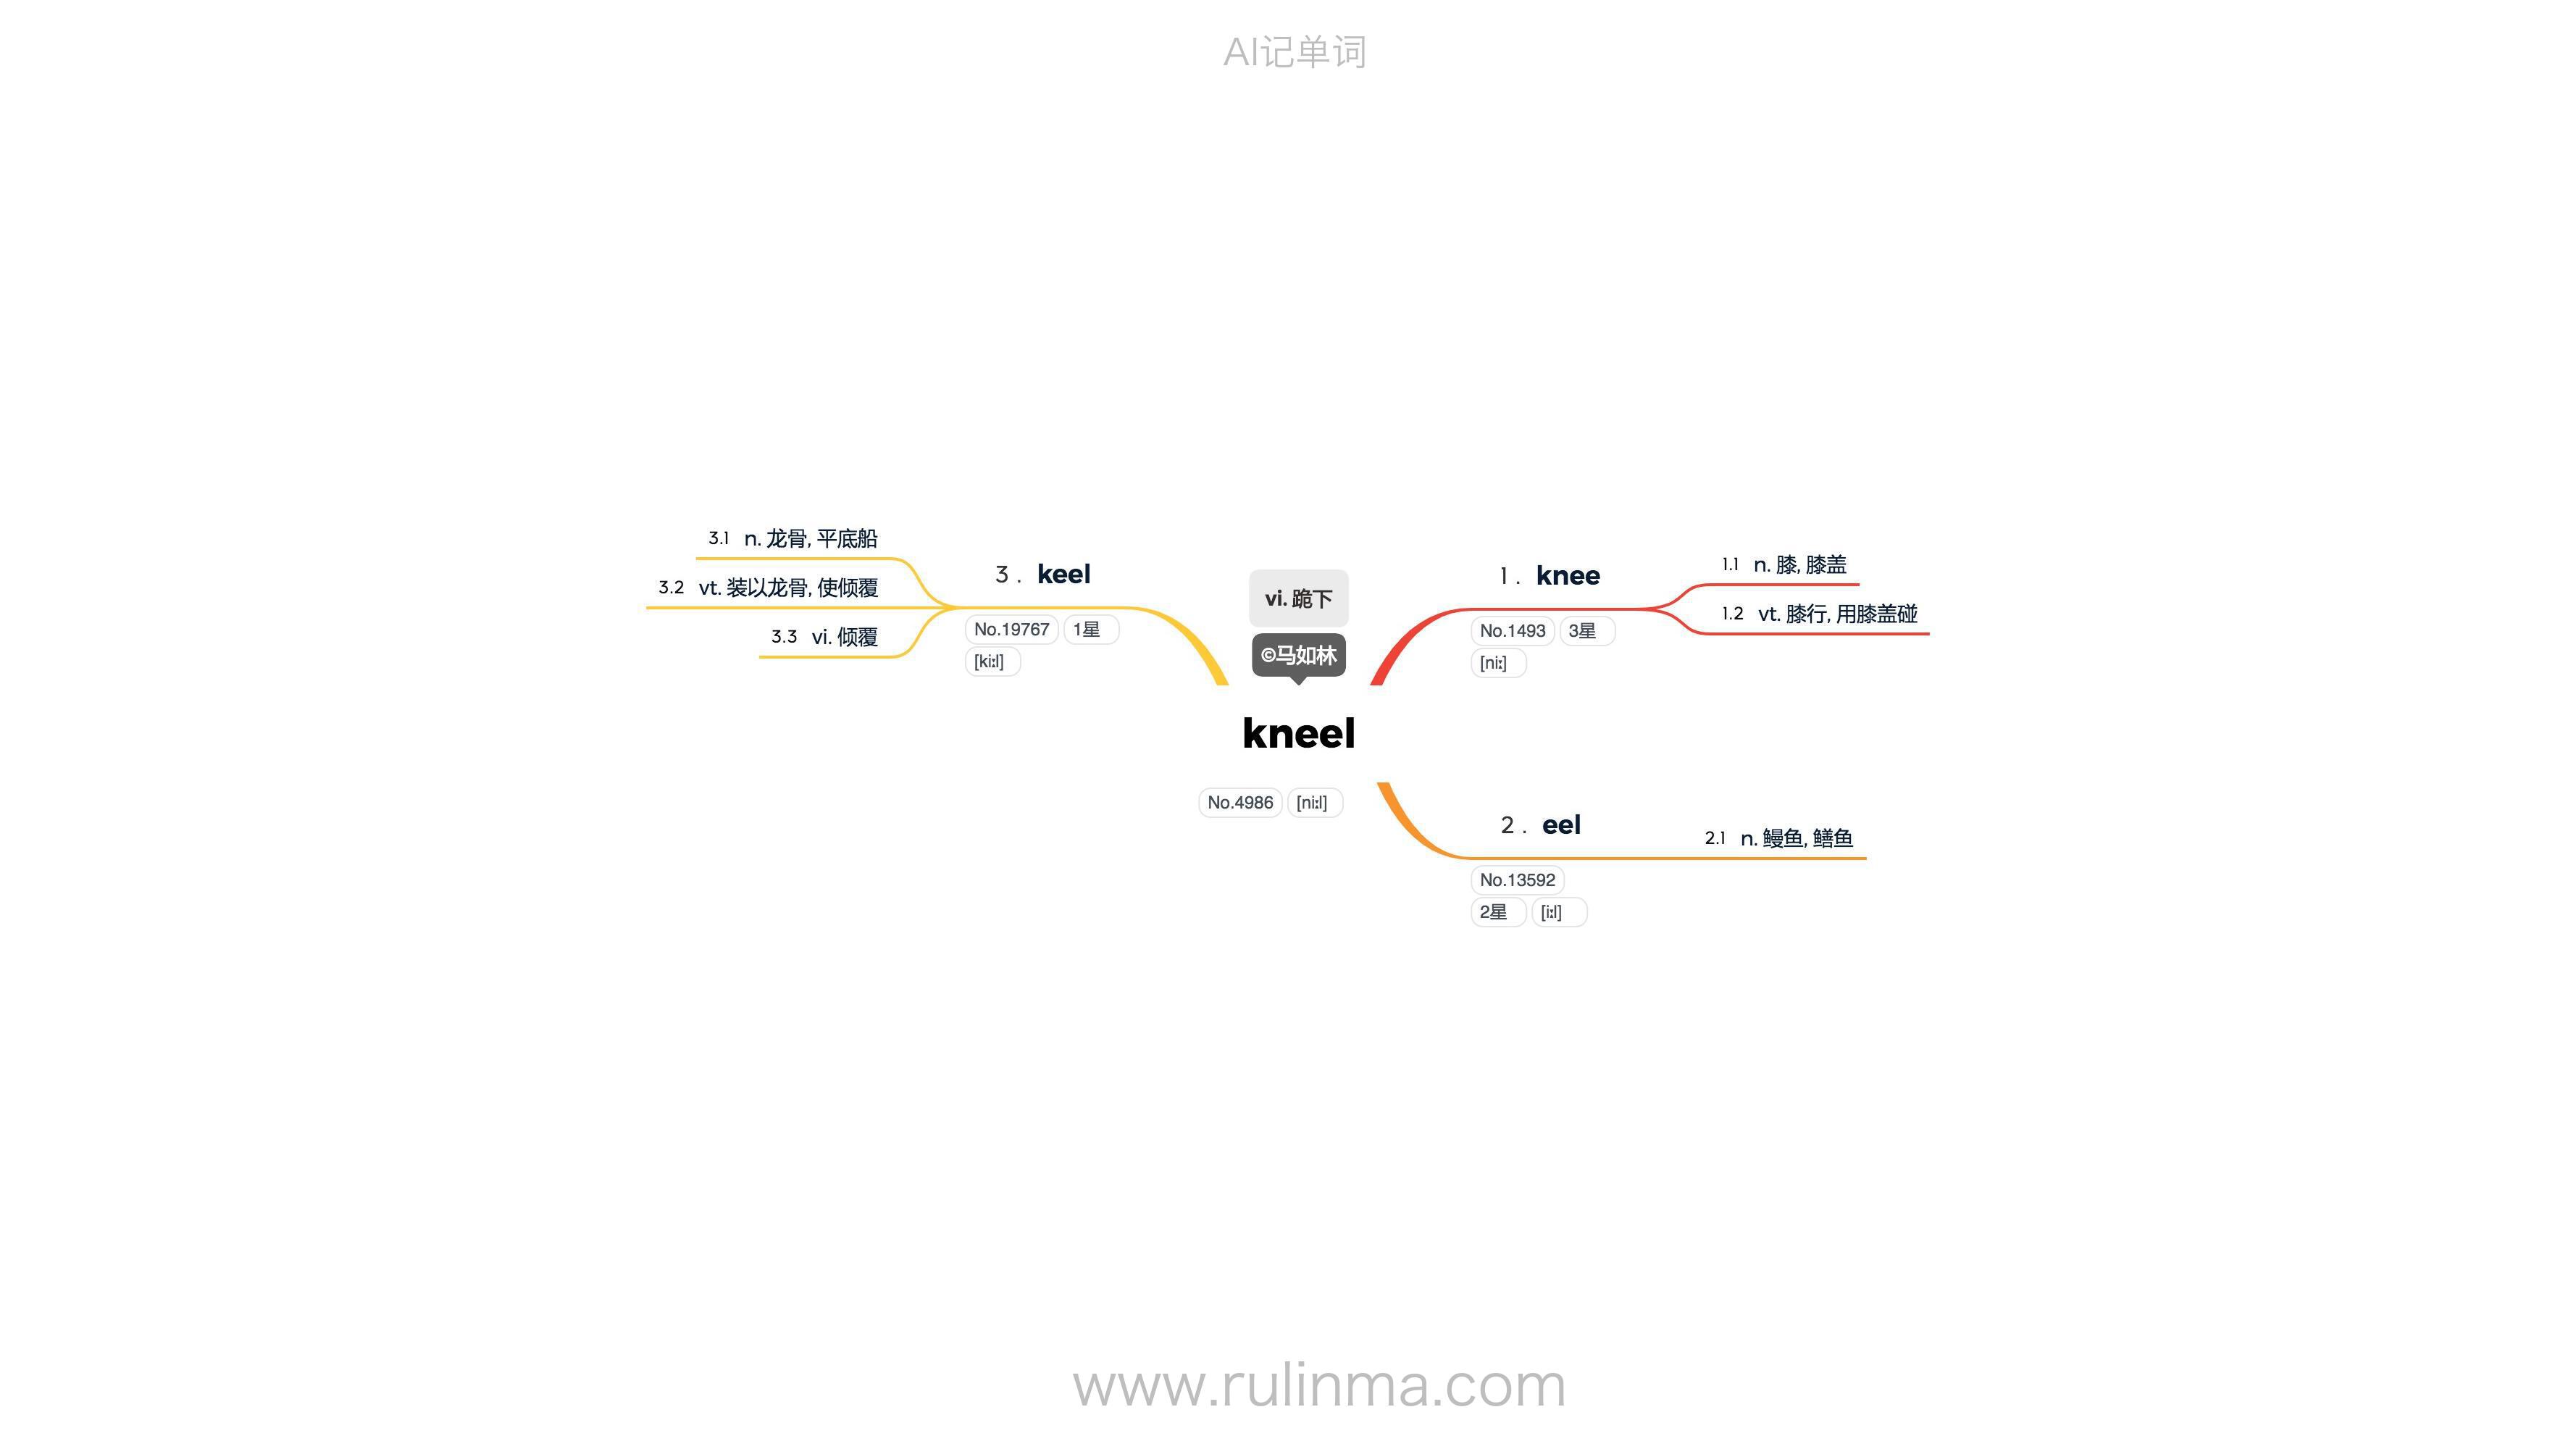 AI记单词
vi. 跪下
©马如林
kneel
No.4986 [niːl]
1. knee
No.1493 3星
[niː]
1.1 n. 膝, 膝盖
1.2 vt. 膝行, 用膝盖碰
2. eel
No.13592
2星 [iːl]
2.1 n. 鳗鱼, 鳝鱼
3. keel
No.19767 1星
[kiːl]
3.1 n. 龙骨, 平底船
3.2 vt. 装以龙骨, 使倾覆
3.3 vi. 倾覆
www.rulinma.com